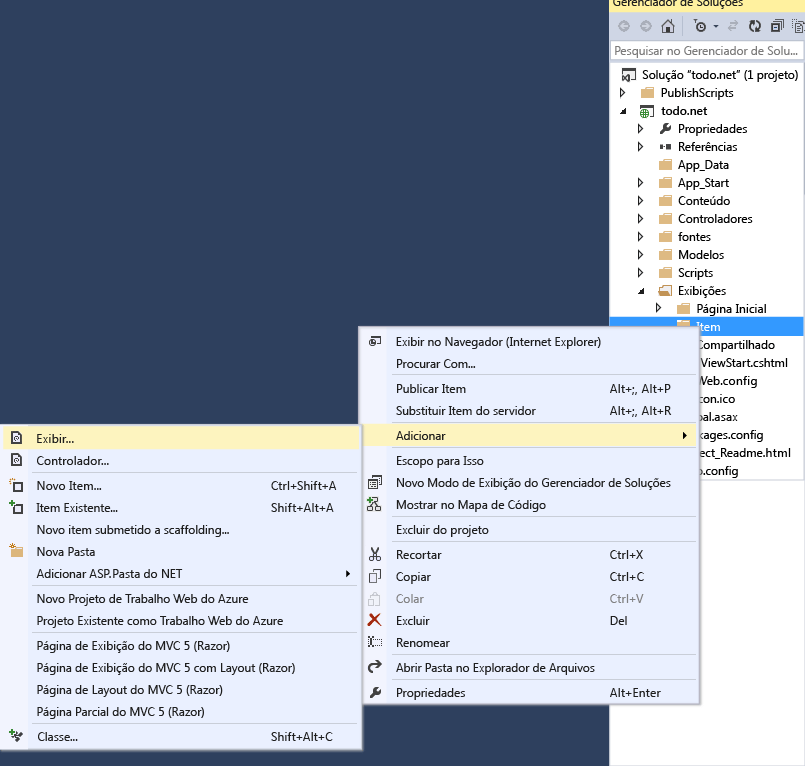 Gerenciador de Soluções
Pesquisar no Gerenciador de Solu...
Solução "todo.net" (1 projeto)
PublishScripts
todo.net
Propriedades
Referências
App_Data
App_Start
Conteúdo
Controladores
fontes
Modelos
Scripts
Exibições
Página Inicial
Item
Compartilhado
ViewStart.cshtml
Web.config
con.ico
bal.asax
kages.config
ect_Readme.html
o.config
Exibir no Navegador (Internet Explorer)
Procurar Com...
Publicar Item Alt+;, Alt+P
Substituir Item do servidor Alt+;, Alt+R
Adicionar
Escopo para Isso
Novo Modo de Exibição do Gerenciador de Soluções
Mostrar no Mapa de Código
Excluir do projeto
Recortar Ctrl+X
Copiar Ctrl+C
Colar Ctrl+V
Excluir Del
Renomear
Abrir Pasta no Explorador de Arquivos
Propriedades Alt+Enter
Exibir...
Controlador...
Novo Item... Ctrl+Shift+A
Item Existente... Shift+Alt+A
Novo item submetido a scaffolding...
Nova Pasta
Adicionar ASP.Pasta do NET
Novo Projeto de Trabalho Web do Azure
Projeto Existente como Trabalho Web do Azure
Página de Exibição do MVC 5 (Razor)
Página de Exibição do MVC 5 com Layout (Razor)
Página de Layout do MVC 5 (Razor)
Página Parcial do MVC 5 (Razor)
Classe... Shift+Alt+C